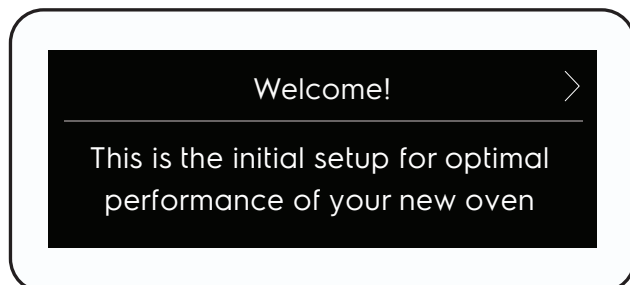 Welcome!
This is the initial setup for optimal
performance of your new oven